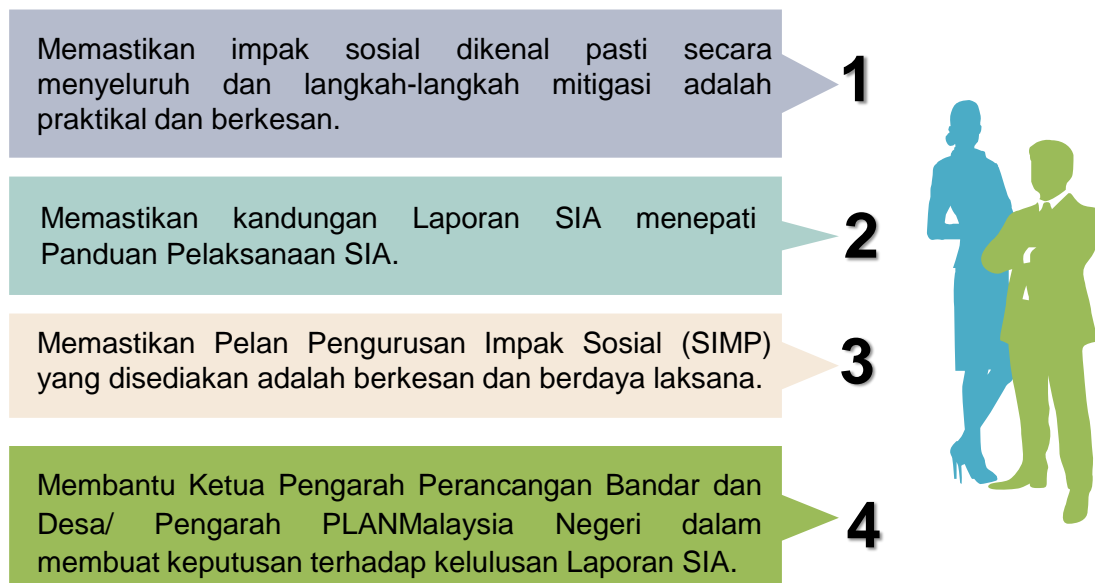 Memastikan impak sosial dikenal pasti secara
menyeluruh dan langkah-langkah mitigasi adalah
praktikal dan berkesan.
1
Memastikan kandungan Laporan SIA menepati
Panduan Pelaksanaan SIA.
2
Memastikan Pelan Pengurusan Impak Sosial (SIMP)
yang disediakan adalah berkesan dan berdaya laksana.
3
Membantu Ketua Pengarah Perancangan Bandar dan
Desa/ Pengarah PLANMalaysia Negeri dalam
membuat keputusan terhadap kelulusan Laporan SIA.
4